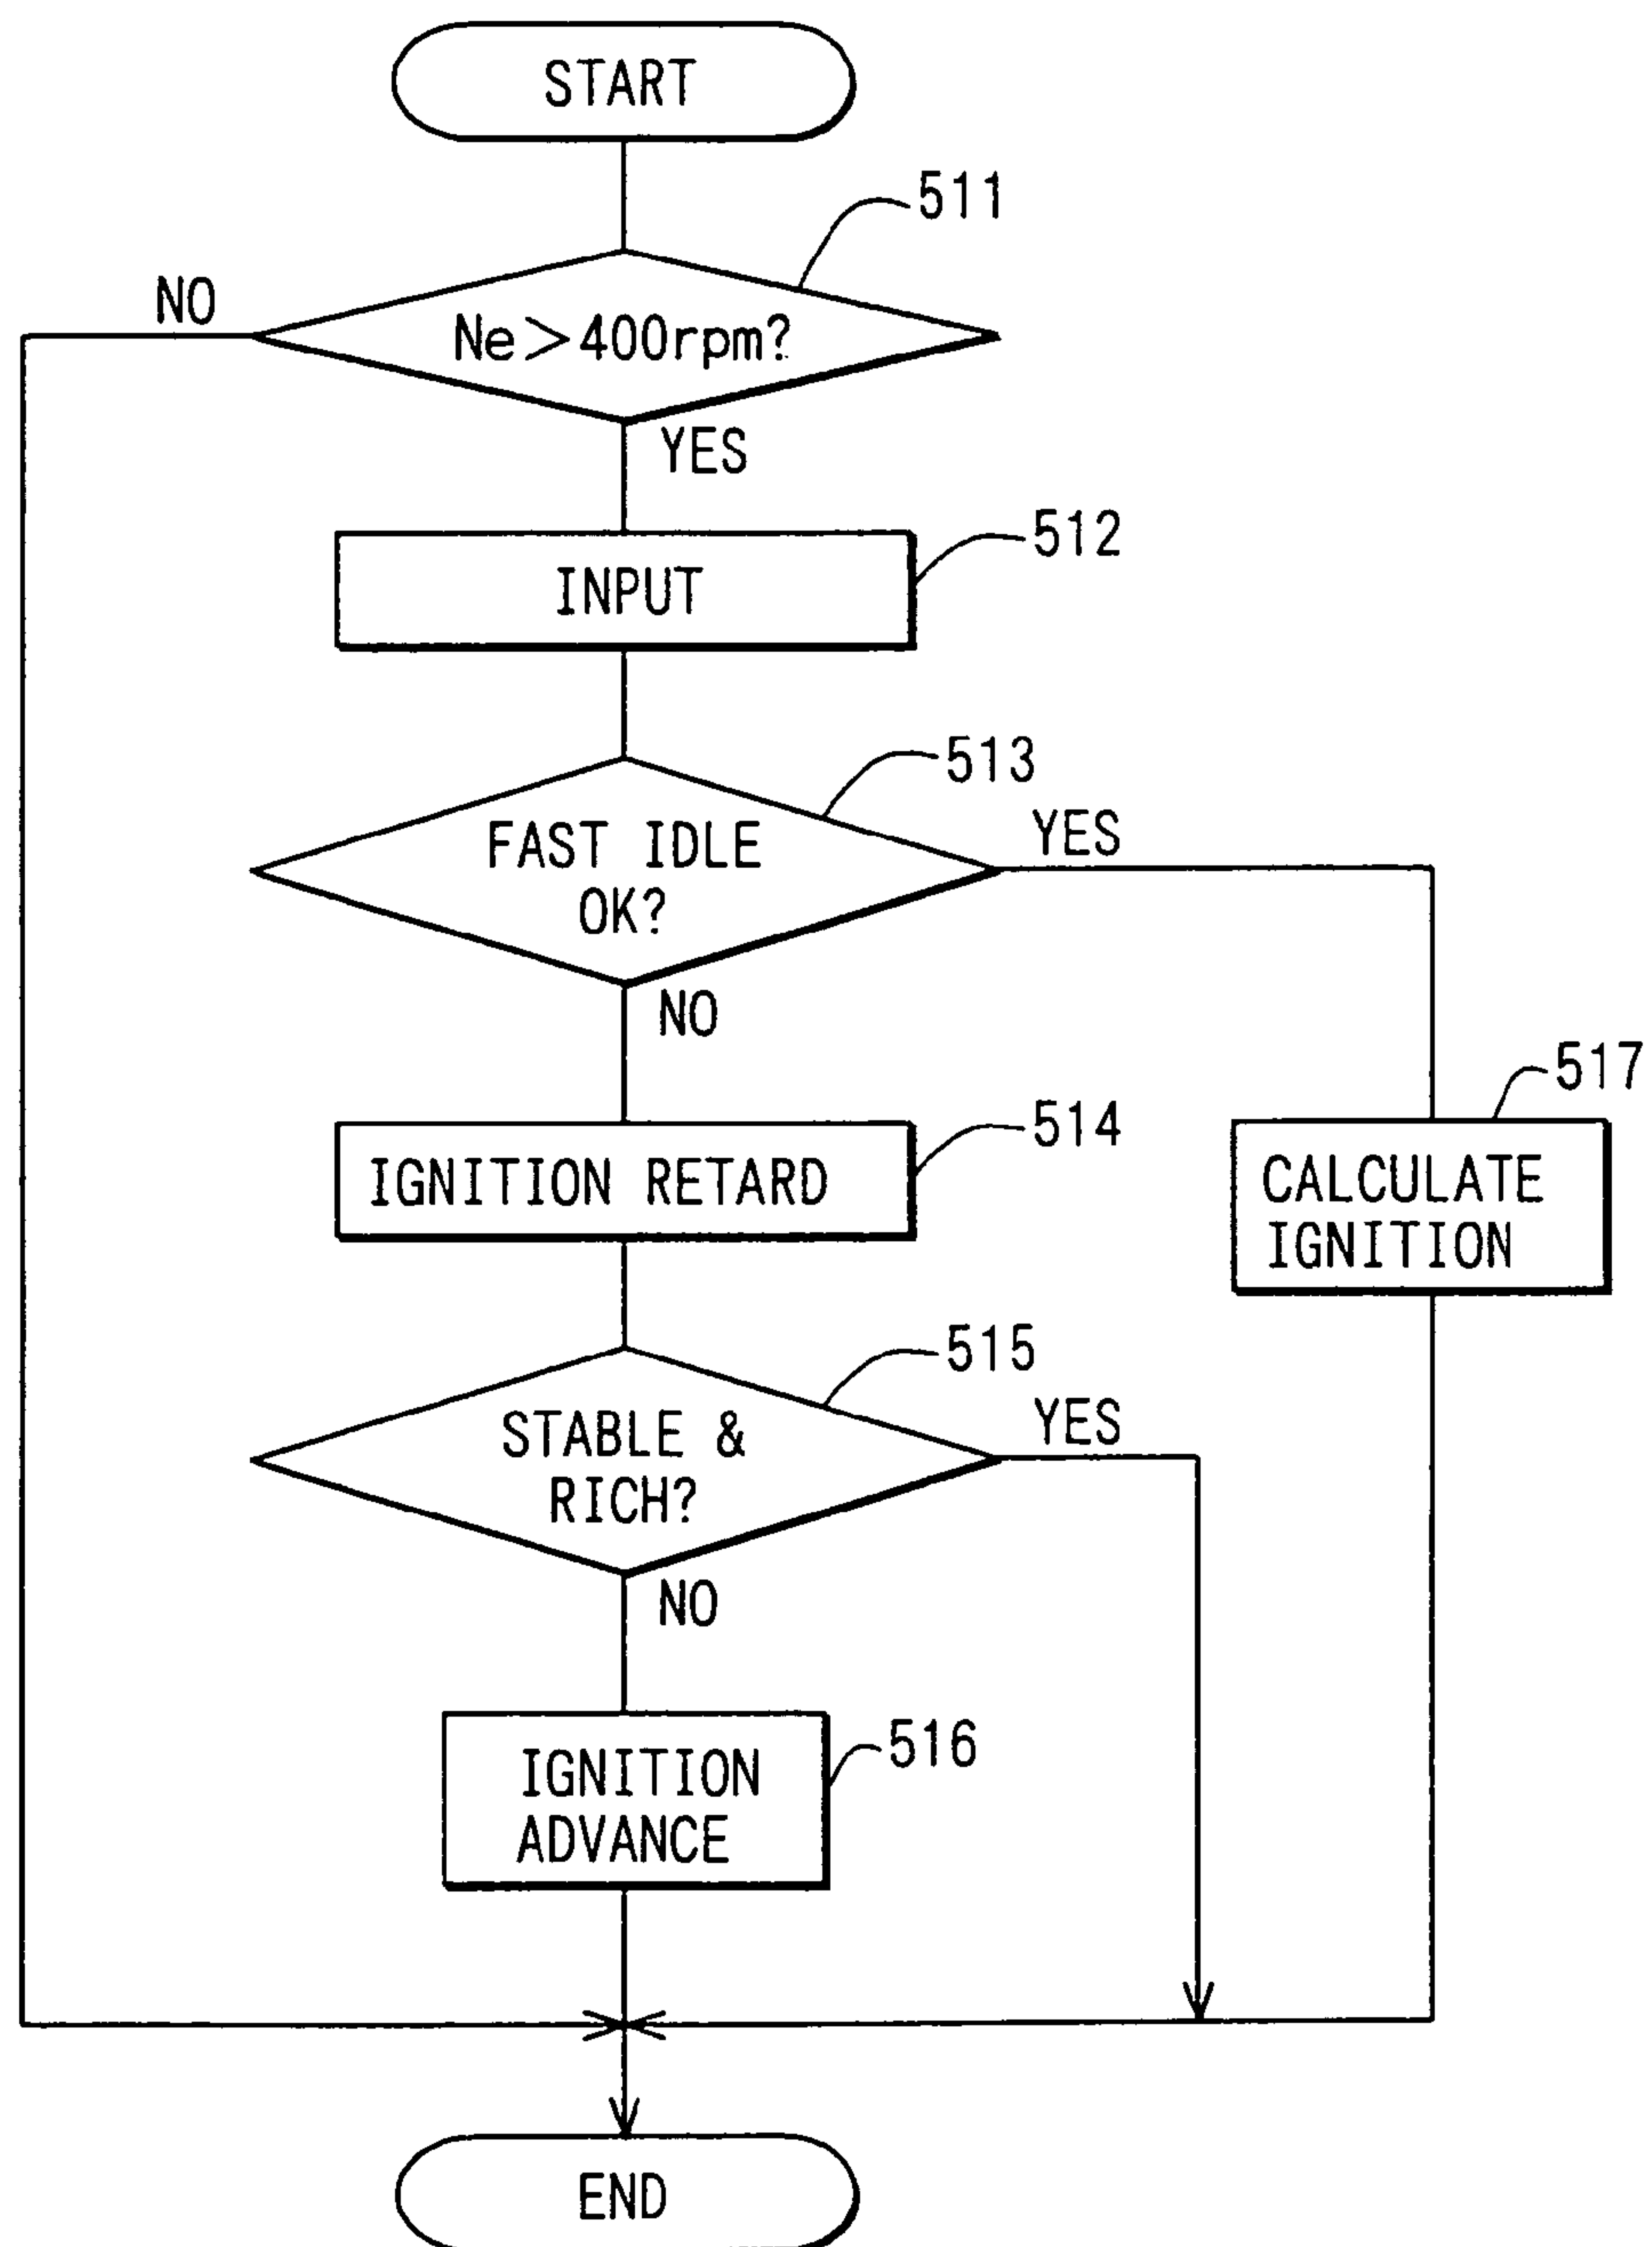 START
511
NO
Ne>400rpm?
YES
512
INPUT
513
YES
FAST IDLE
OK?
NO
517
514
IGNITION RETARD
CALCULATE
IGNITION
515
YES
STABLE &
RICH?
NO
516
IGNITION
ADVANCE
END